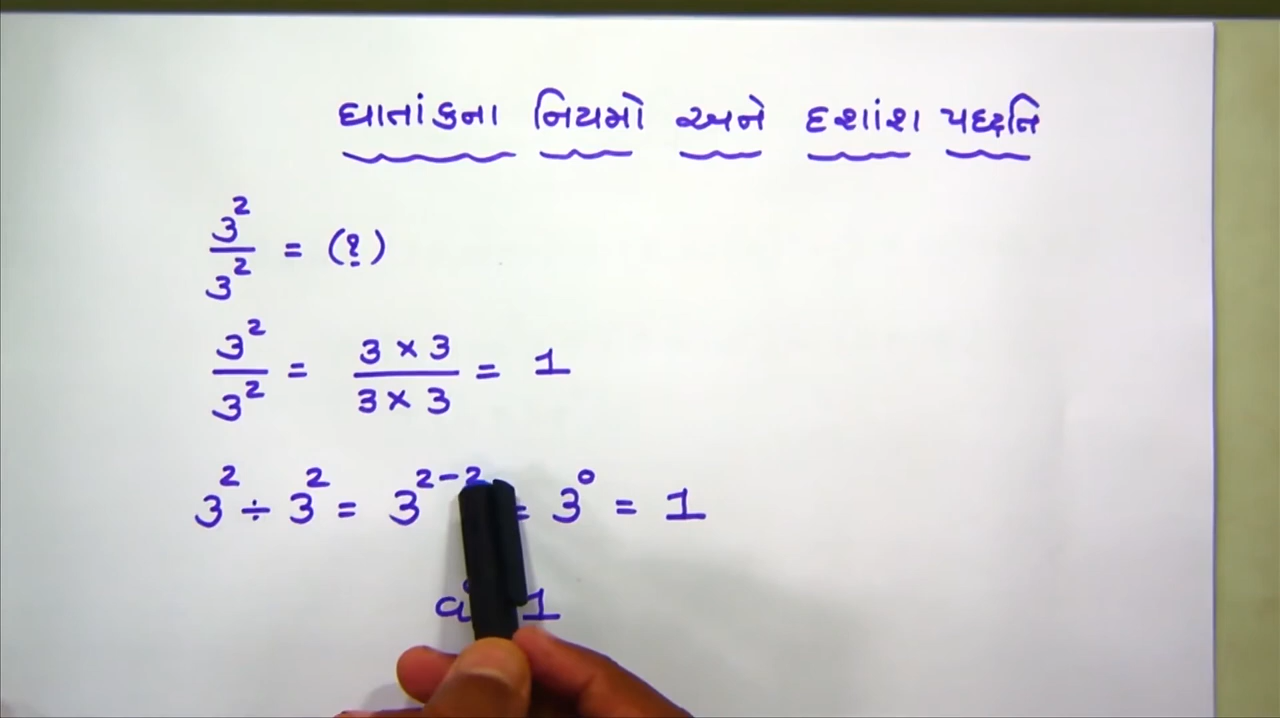 ઘાતાંકના નિયમો અને દશાંશ પદ્ધતિ
3²/3² = (?)
3²/3² = 3 × 3 / 3 × 3 = 1
3² ÷ 3² = 3²⁻² = 3⁰ = 1
a 1